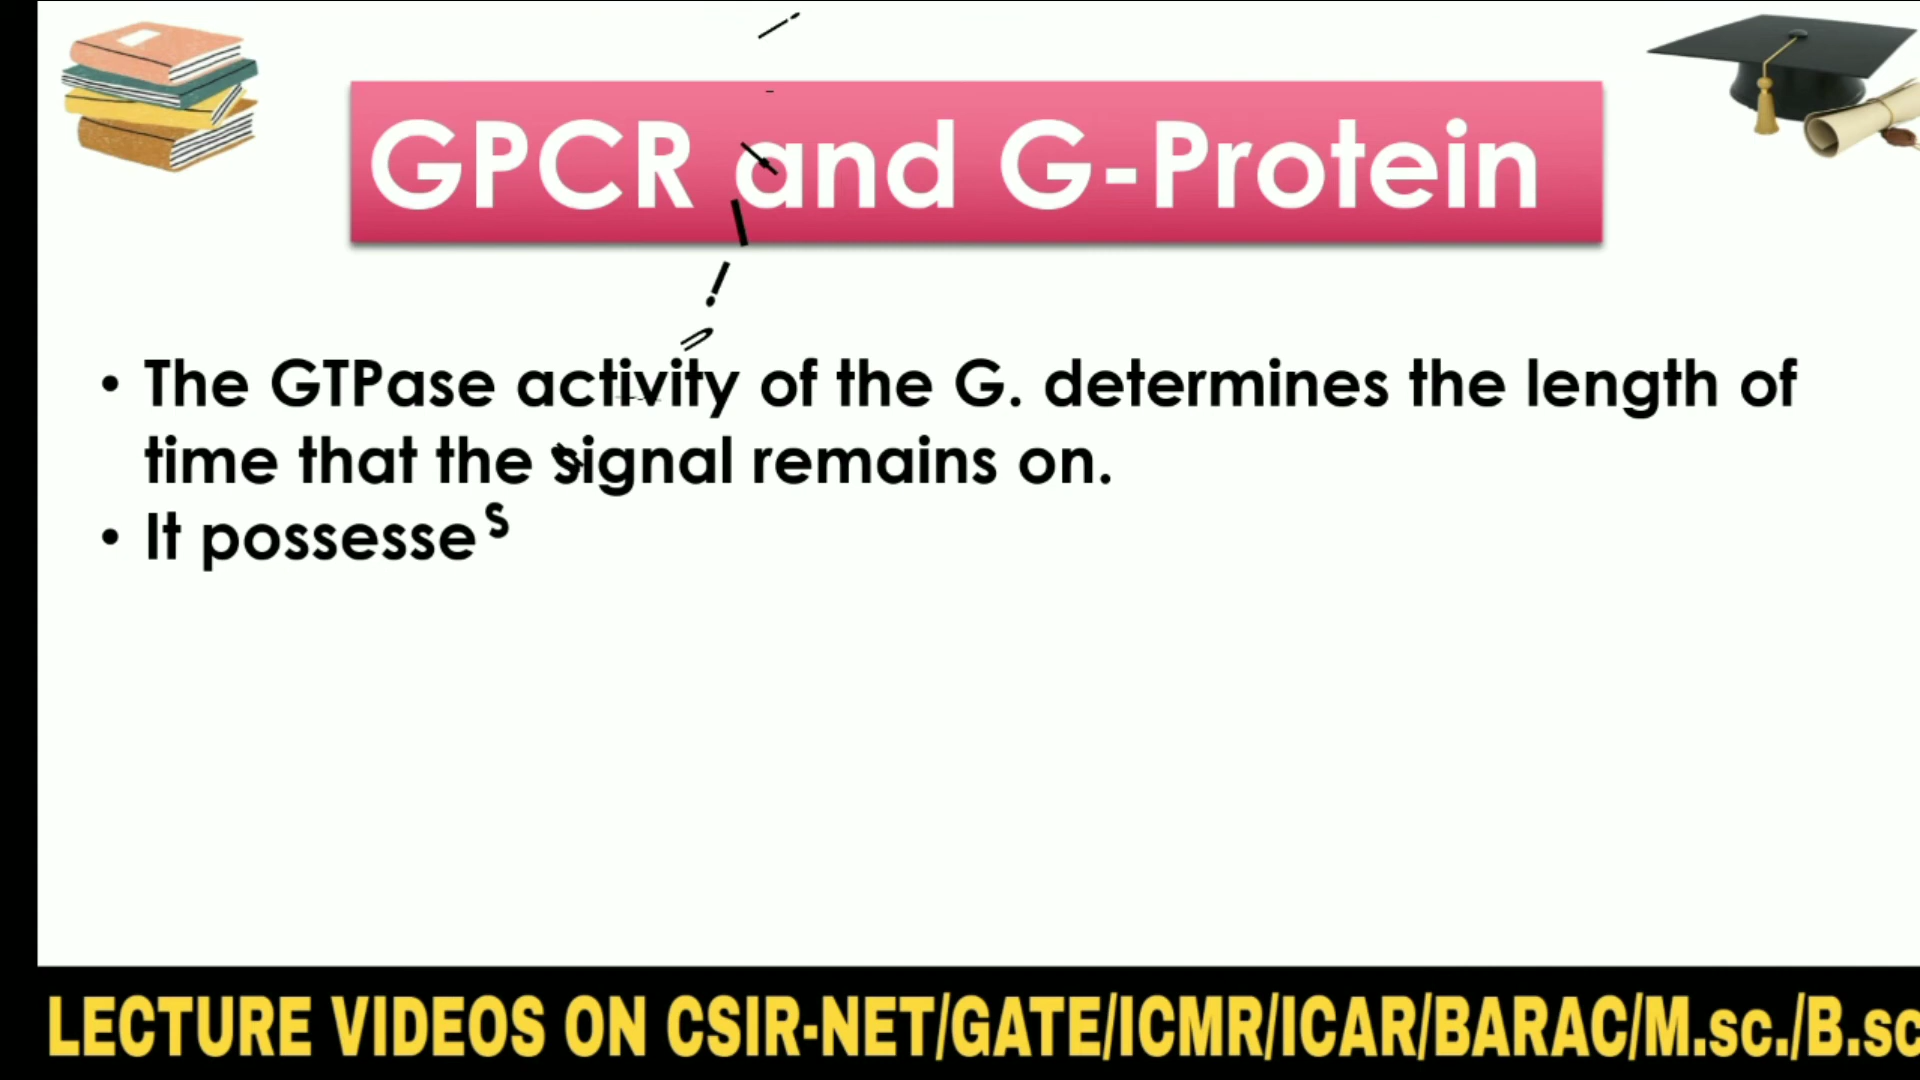 GPCR and G-Protein
• The GTPase activity of the G. determines the length of
time that the signal remains on.
• It possesses
LECTURE VIDEOS ON CSIR-NET/GATE/ICMR/ICAR/BARAC/M.sc./B.sc